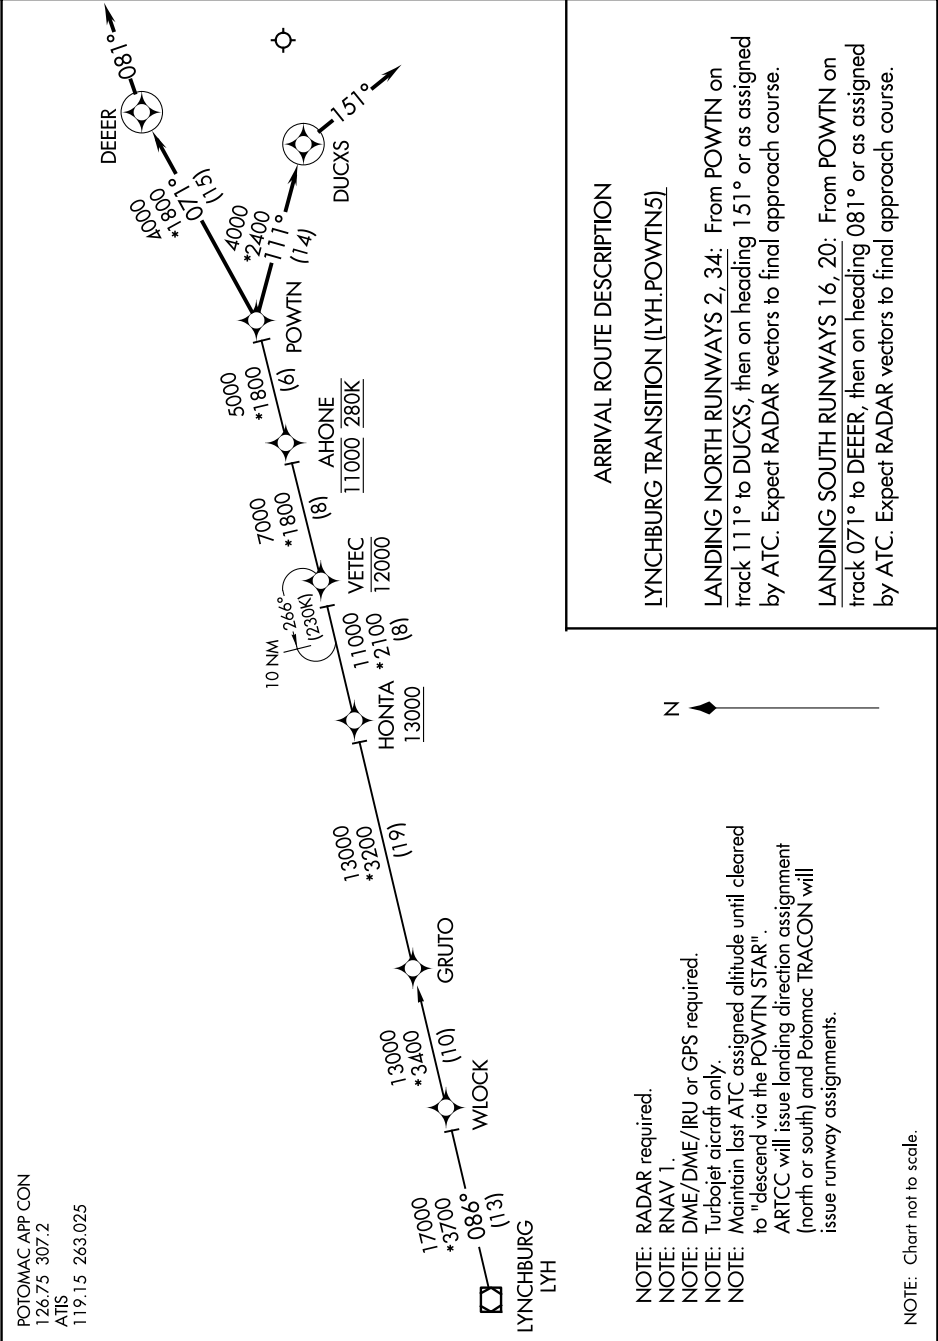 POTOMAC APP CON
126.75 307.2
ATIS
119.15 263.025
LYNCHBURG
LYH
17000
*3700
086°
(13)
WLOCK
13000
*3400
(10)
GRUTO
13000
*3200
(19)
HONTA
13000
11000
*2100
(8)
10 NM
266°
(230K)
VETEC
12000
7000
*1800
(8)
AHONE
11000 280K
5000
*1800
(6)
POWTN
4000
*1800
071°
(15)
DEEER
081°
4000
*2400
111°
(14)
DUCXS
151°
N
NOTE: RADAR required.
NOTE: RNAV 1.
NOTE: DME/DME/IRU or GPS required.
NOTE: Turbojet aicraft only.
NOTE: Maintain last ATC assigned altitude until cleared
to "descend via the POWTN STAR".
ARTCC will issue landing direction assignment
(north or south) and Potomac TRACON will
issue runway assignments.
NOTE: Chart not to scale.
ARRIVAL ROUTE DESCRIPTION
LYNCHBURG TRANSITION (LYH.POWTN5)
LANDING NORTH RUNWAYS 2, 34: From POWTN on
track 111° to DUCXS, then on heading 151° or as assigned
by ATC. Expect RADAR vectors to final approach course.
LANDING SOUTH RUNWAYS 16, 20: From POWTN on
track 071° to DEEER, then on heading 081° or as assigned
by ATC. Expect RADAR vectors to final approach course.